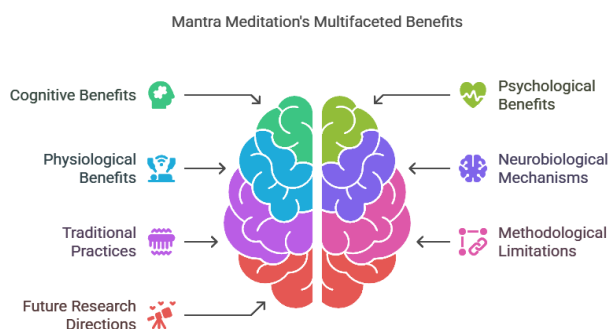 Mantra Meditation's Multifaceted Benefits
Cognitive Benefits
Psychological
Benefits
Physiological
Benefits
Neurobiological
Mechanisms
Traditional
Practices
Methodological
Limitations
Future Research
Directions